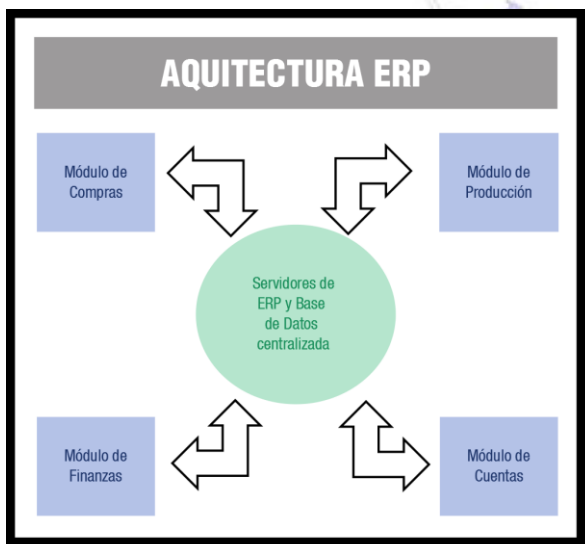 AQUITECTURA ERP
Módulo de
Compras
Módulo de
Producción
Servidores de
ERP y Base
de Datos
centralizada
Módulo de
Finanzas
Módulo de
Cuentas